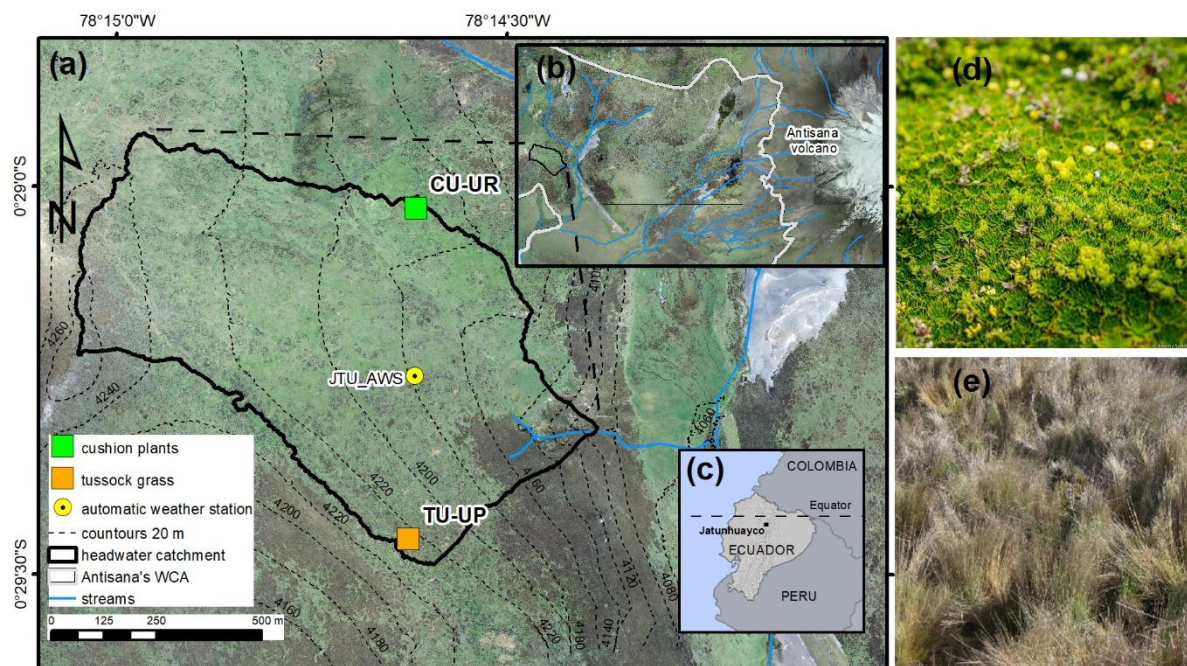 78°15'0"W
78°14'30"W
(a)
(b)
(d)
Antisana
volcano
0°29'0"S
CU-UR
N
4100
4260
4240
JTU_AWS
4060
cushion plants
tussock grass
automatic weather station
countours 20 m
headwater catchment
Antisana's WCA
streams
0 125 250 500 m
4220
4200
4160
4200
4220
TU-UP
0°29'30"S
4160
4180
4220
4180
4140
4120
4080
(c)
COLOMBIA
Equator
Jatunhuayco
ECUADOR
PERU
(e)